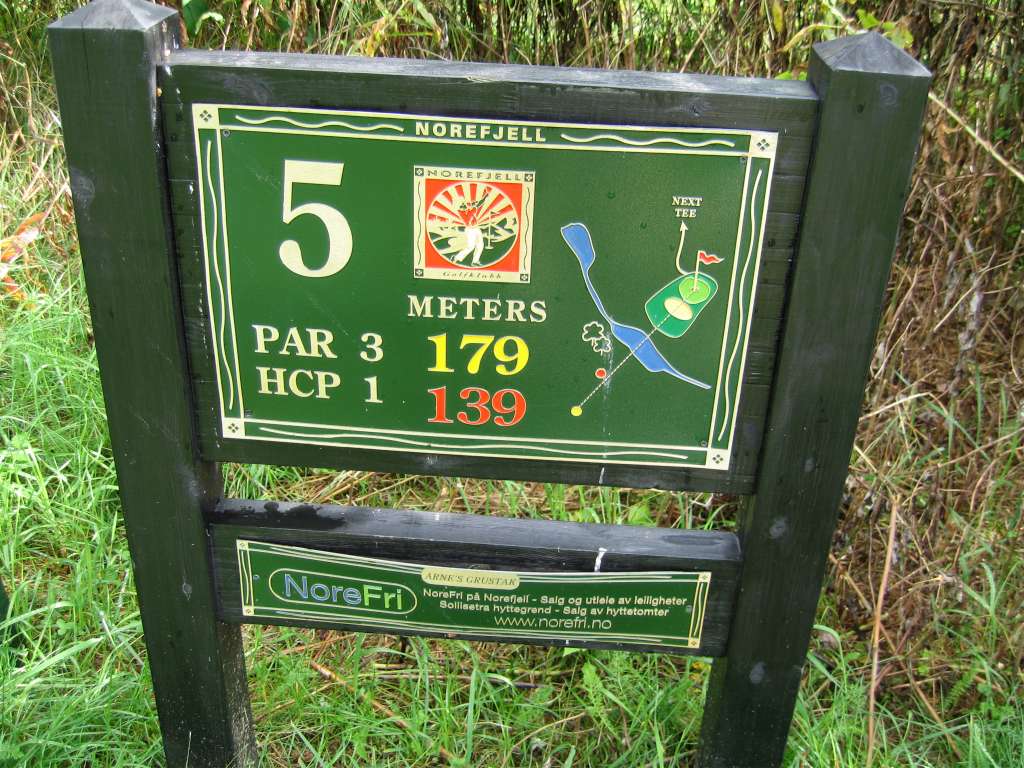 NOREFJELL
5
NOREFJELL
Golfklubb
NEXT
TEE
METERS
PAR 3
179
HCP 1
139
ARNE'S GRUSTAK
NoreFri
NoreFri på Norefjell - Salg og utleie av leiligheter
Sollisetra hyttegrend - Salg av hyttetomter
www.norefri.no